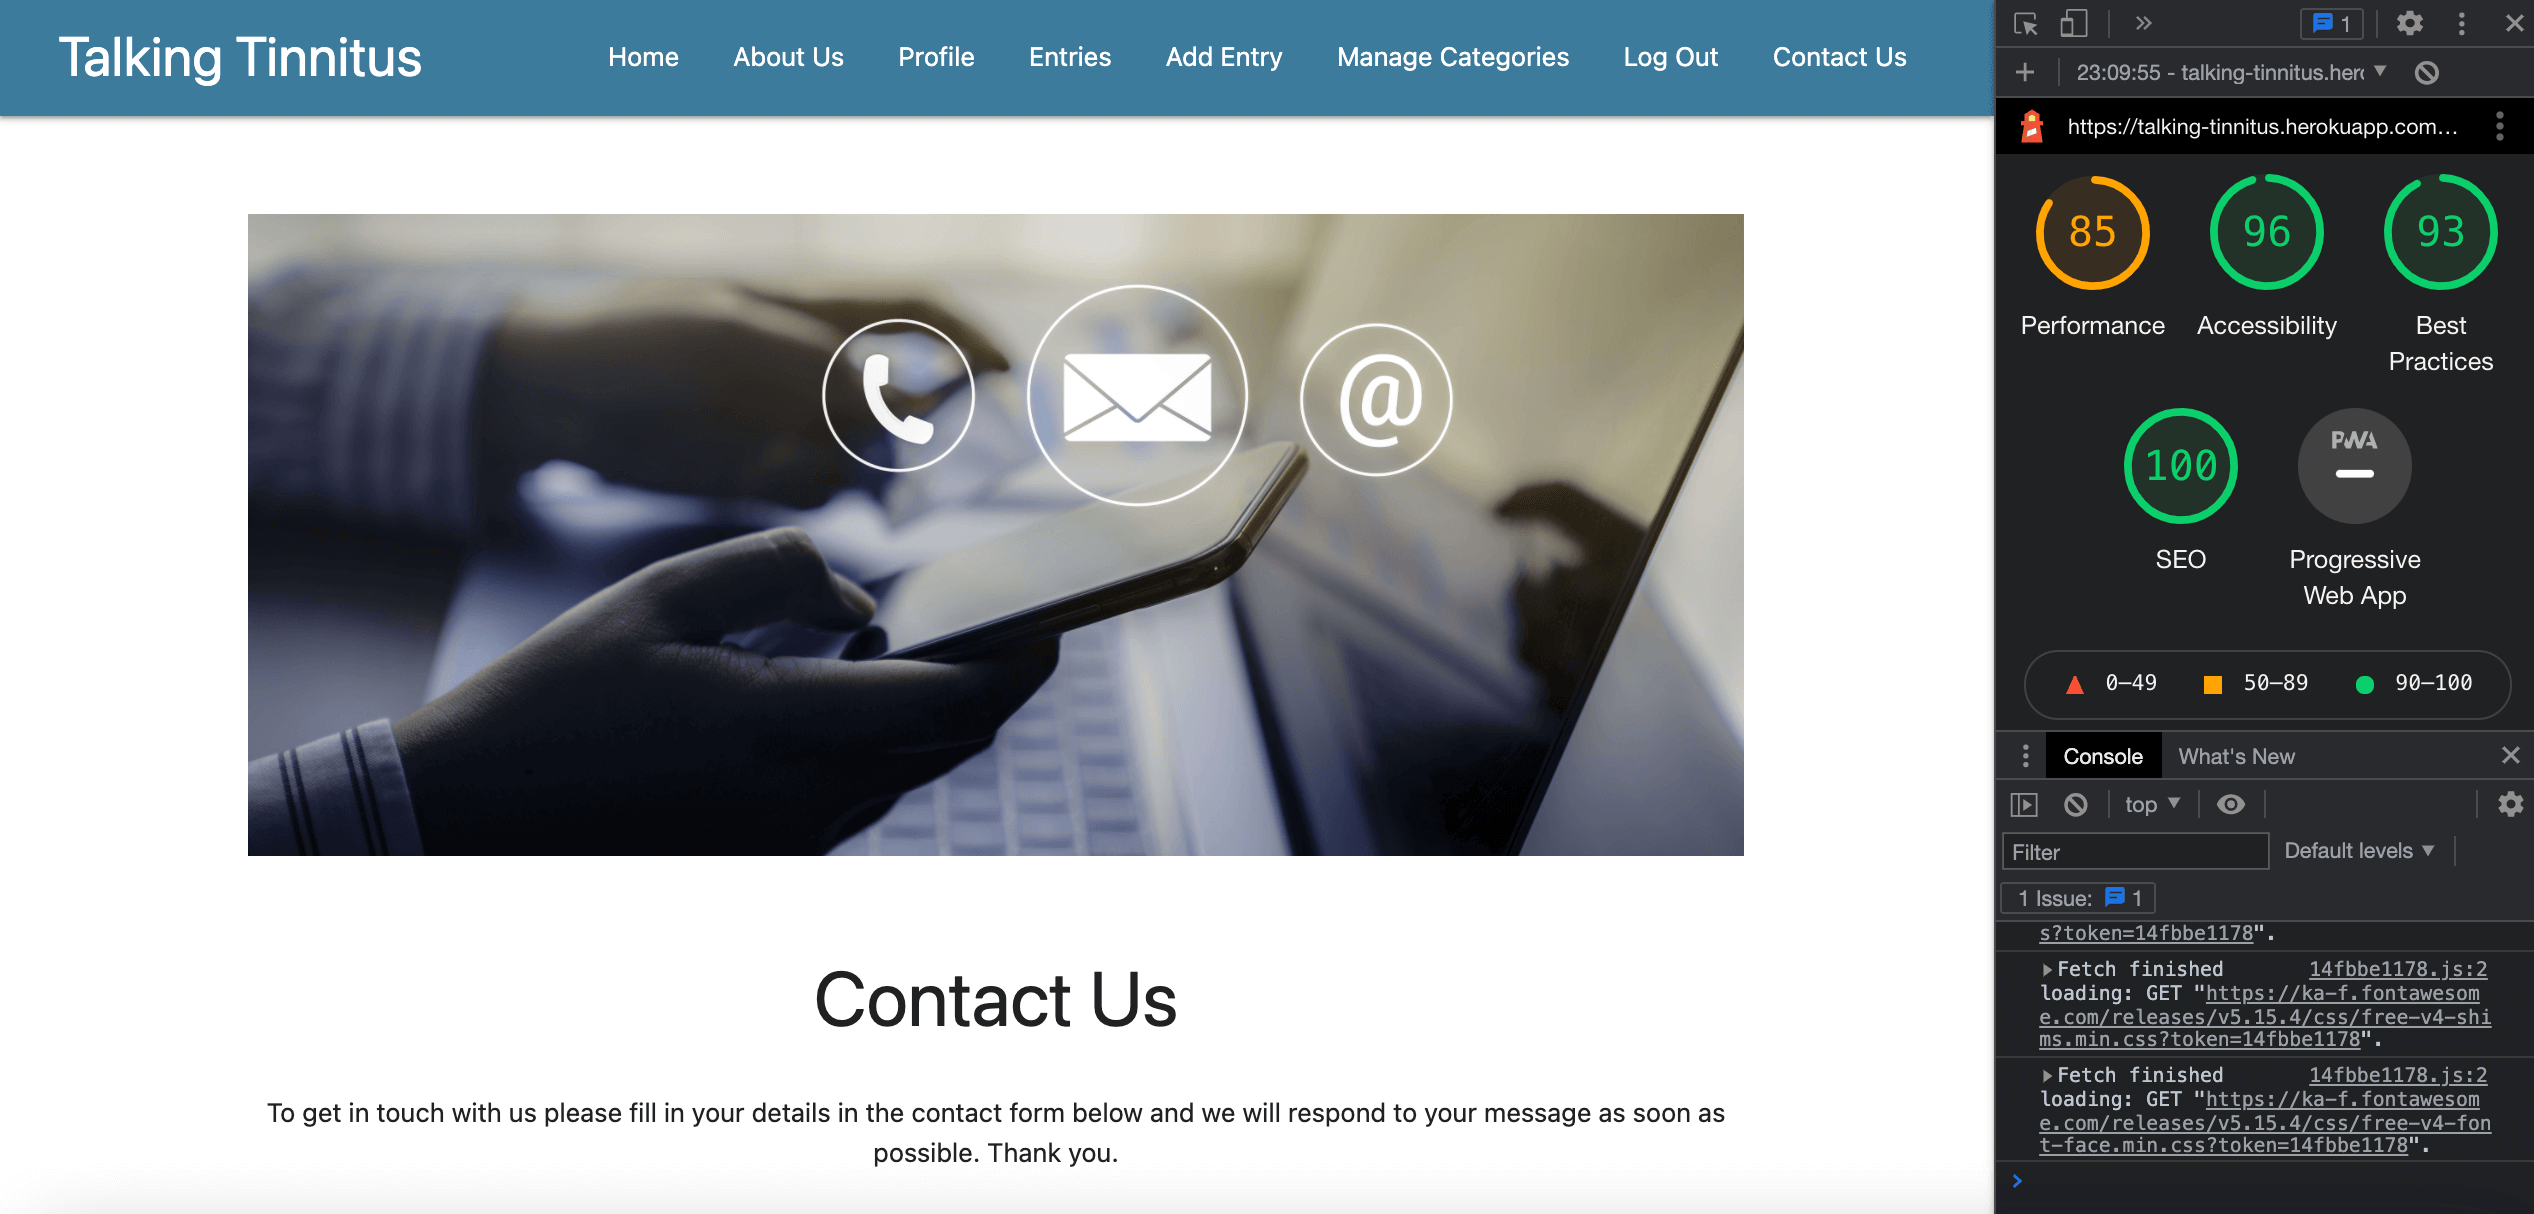 Talking Tinnitus
Home About Us Profile Entries Add Entry Manage Categories Log Out Contact Us
@
Contact Us
To get in touch with us please fill in your details in the contact form below and we will respond to your message as soon as
possible. Thank you.
1
23:09:55 - talking-tinnitus.herc
https://talking-tinnitus.herokuapp.com…
85 96 93
Performance Accessibility Best
Practices
100 PWA
SEO Progressive
Web App
0–49 50–89 90–100
Console What's New
top
Filter Default levels
1 Issue: 1
s?token=14fbbe1178".
Fetch finished 14fbbe1178.js:2
loading: GET "https://ka-f.fontawesom
e.com/releases/v5.15.4/css/free-v4-shi
ms.min.css?token=14fbbe1178".
Fetch finished 14fbbe1178.js:2
loading: GET "https://ka-f.fontawesom
e.com/releases/v5.15.4/css/free-v4-fon
t-face.min.css?token=14fbbe1178".